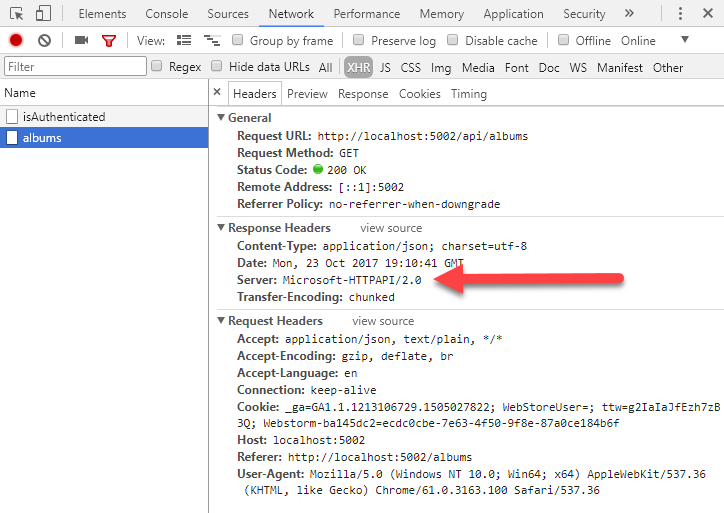 Elements Console Sources Network Performance Memory Application Security »
View: Group by frame Preserve log Disable cache Offline Online
Filter Regex Hide data URLs All XHR JS CSS Img Media Font Doc WS Manifest Other
Name
isAuthenticated
albums
× Headers Preview Response Cookies Timing
General
Request URL: http://localhost:5002/api/albums
Request Method: GET
Status Code: 200 OK
Remote Address: [::1]:5002
Referrer Policy: no-referrer-when-downgrade
Response Headers view source
Content-Type: application/json; charset=utf-8
Date: Mon, 23 Oct 2017 19:10:41 GMT
Server: Microsoft-HTTPAPI/2.0
Transfer-Encoding: chunked
Request Headers view source
Accept: application/json, text/plain, */*
Accept-Encoding: gzip, deflate, br
Accept-Language: en
Connection: keep-alive
Cookie: _ga=GA1.1.1213106729.1505027822; WebStoreUser=; ttw=g2IaIaJfEzh7zB
3Q; Webstorm-ba145dc2=ecdc0cbe-7e63-4f50-9f8e-87a0ce184b6f
Host: localhost:5002
Referer: http://localhost:5002/albums
User-Agent: Mozilla/5.0 (Windows NT 10.0; Win64; x64) AppleWebKit/537.36
(KHTML, like Gecko) Chrome/61.0.3163.100 Safari/537.36